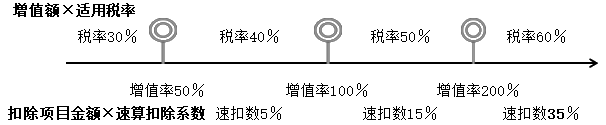 增值额×适用税率
税率30％ 税率40％ 税率50％ 税率60％
增值率50％ 增值率100％ 增值率200％
扣除项目金额×速算扣除系数 速扣数5％ 速扣数15％ 速扣数35％